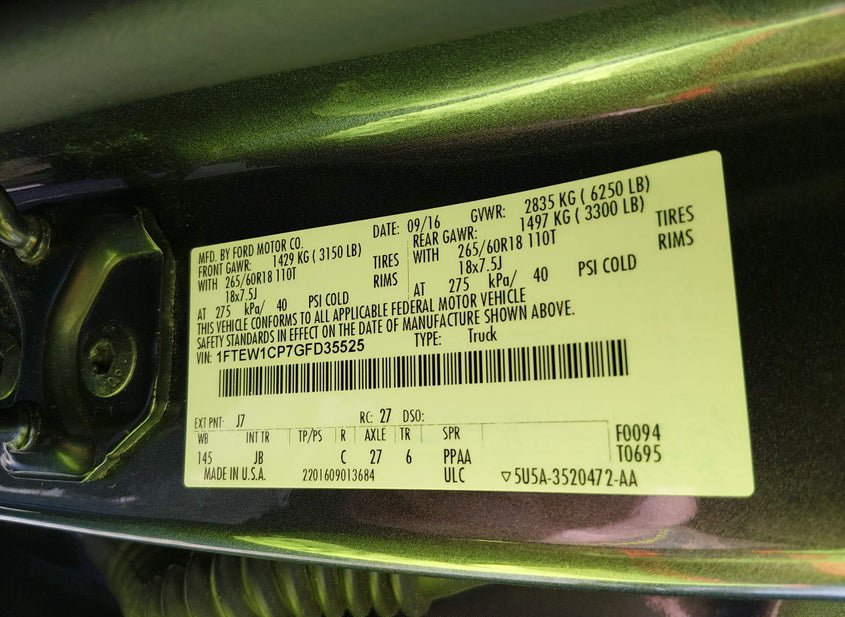 MFD. BY FORD MOTOR CO. DATE: 09/16 GVWR: 2835 KG ( 6250 LB)
FRONT GAWR: 1429 KG ( 3150 LB) REAR GAWR: 1497 KG ( 3300 LB)
WITH 265/60R18 110T TIRES WITH 265/60R18 110T TIRES
18x7.5J RIMS 18x7.5J RIMS
AT 275 kPa/ 40 PSI COLD AT 275 kPa/ 40 PSI COLD
THIS VEHICLE CONFORMS TO ALL APPLICABLE FEDERAL MOTOR VEHICLE
SAFETY STANDARDS IN EFFECT ON THE DATE OF MANUFACTURE SHOWN ABOVE.
VIN: 1FTEW1CP7GFD35525 TYPE: Truck
EXT PNT: J7 RC: 27 DSO:
WB INT TR TP/PS R AXLE TR SPR F0094
145 JB C 27 6 PPAA T0695
MADE IN U.S.A. 2201609013684 ULC ▽5U5A-3520472-AA